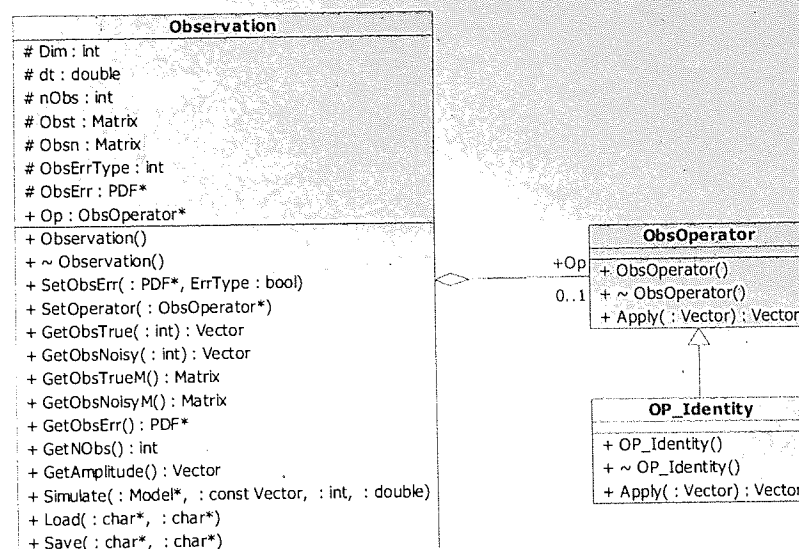 Observation
# Dim : int
# dt : double
# nObs : int
# Obst : Matrix
# Obsn : Matrix
# ObsErrType : int
# ObsErr : PDF*
+ Op : ObsOperator*
+ Observation()
+ ~ Observation()
+ SetObsErr( : PDF*, ErrType : bool)
+ SetOperator( : ObsOperator*)
+ GetObsTrue( : int) : Vector
+ GetObsNoisy( : int) : Vector
+ GetObsTrueM() : Matrix
+ GetObsNoisyM() : Matrix
+ GetObsErr() : PDF*
+ GetNObs() : int
+ GetAmplitude() : Vector
+ Simulate( : Model*, : const Vector, : int, : double)
+ Load( : char*, : char*)
+ Save( : char*, : char*)
+Op
0..1
ObsOperator
+ ObsOperator()
+ ~ ObsOperator()
+ Apply( : Vector) : Vector
OP_Identity
+ OP_Identity()
+ ~ OP_Identity()
+ Apply( : Vector) : Vector